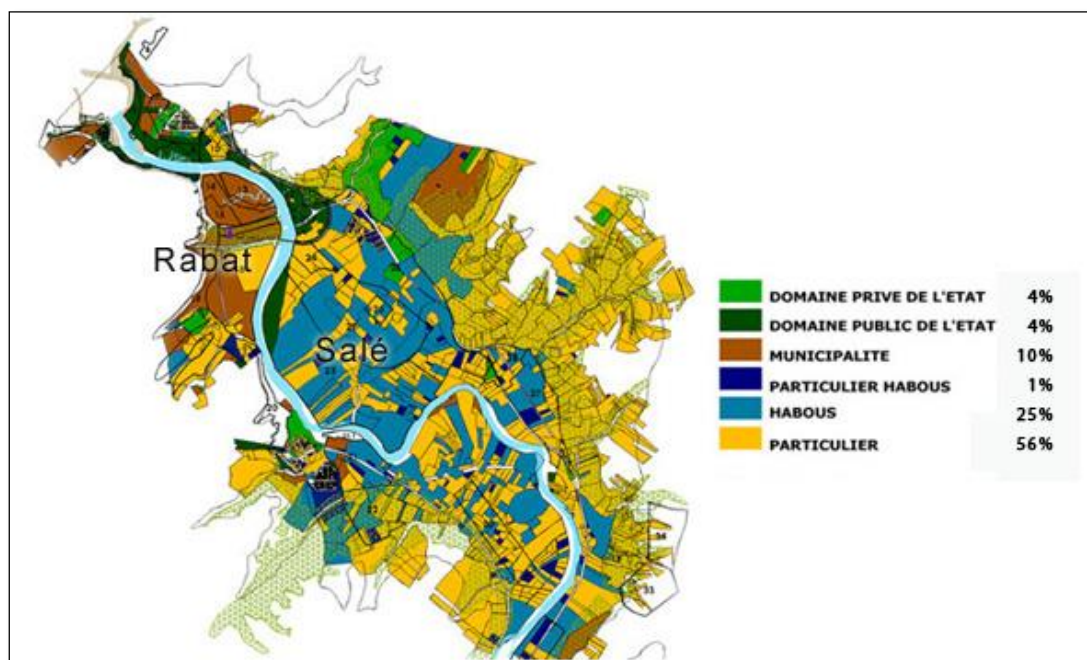 Rabat
Salé
DOMAINE PRIVE DE L'ETAT 4%
DOMAINE PUBLIC DE L'ETAT 4%
MUNICIPALITE 10%
PARTICULIER HABOUS 1%
HABOUS 25%
PARTICULIER 56%